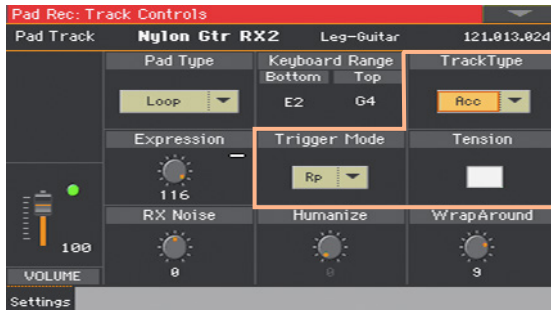 Pad Rec: Track Controls
Pad Track Nylon Gtr RX2 Leg-Guitar 121.013.024
Pad Type Keyboard Range TrackType
Bottom Top
Loop E2 G4 Acc
Expression Trigger Mode Tension
Rp
116
RX Noise Humanize WrapAround
100
0 0 9
VOLUME
Settings